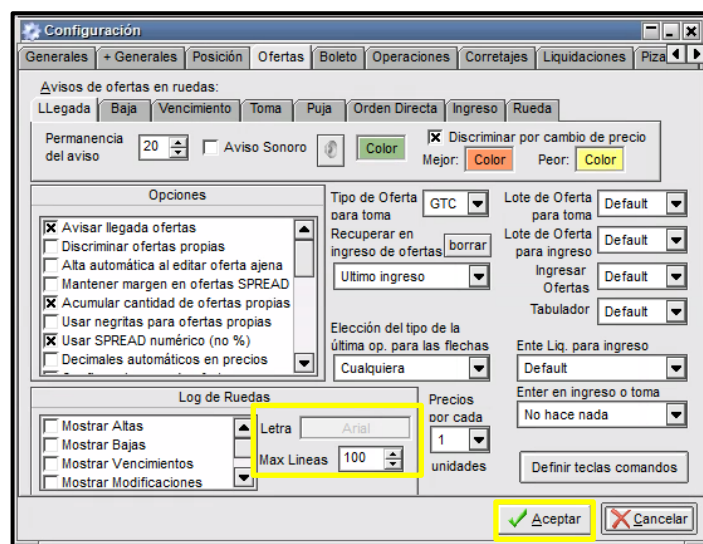 Configuración
Generales + Generales Posición Ofertas Boleto Operaciones Corretajes Liquidaciones Piza
Avisos de ofertas en ruedas:
LLegada Baja Vencimiento Toma Puja Orden Directa Ingreso Rueda
Permanencia
del aviso
20
Aviso Sonoro
Color
Discriminar por cambio de precio
Mejor: Color Peor: Color
Opciones
Avisar llegada ofertas
Discriminar ofertas propias
Alta automática al editar oferta ajena
Mantener margen en ofertas SPREAD
Acumular cantidad de ofertas propias
Usar negritas para ofertas propias
Usar SPREAD numérico (no %)
Decimales automáticos en precios
Tipo de Oferta
para toma
GTC
Recuperar en
ingreso de ofertas
borrar
Ultimo ingreso
Elección del tipo de la
última op. para las flechas
Cualquiera
Lote de Oferta
para toma
Default
Lote de Oferta
para ingreso
Default
Ingresar
Ofertas
Default
Tabulador
Default
Ente Liq. para ingreso
Default
Enter en ingreso o toma
No hace nada
Log de Ruedas
Mostrar Altas
Mostrar Bajas
Mostrar Vencimientos
Mostrar Modificaciones
Letra Arial
Max Lineas 100
Precios
por cada
1
unidades
Definir teclas comandos
Aceptar
Cancelar